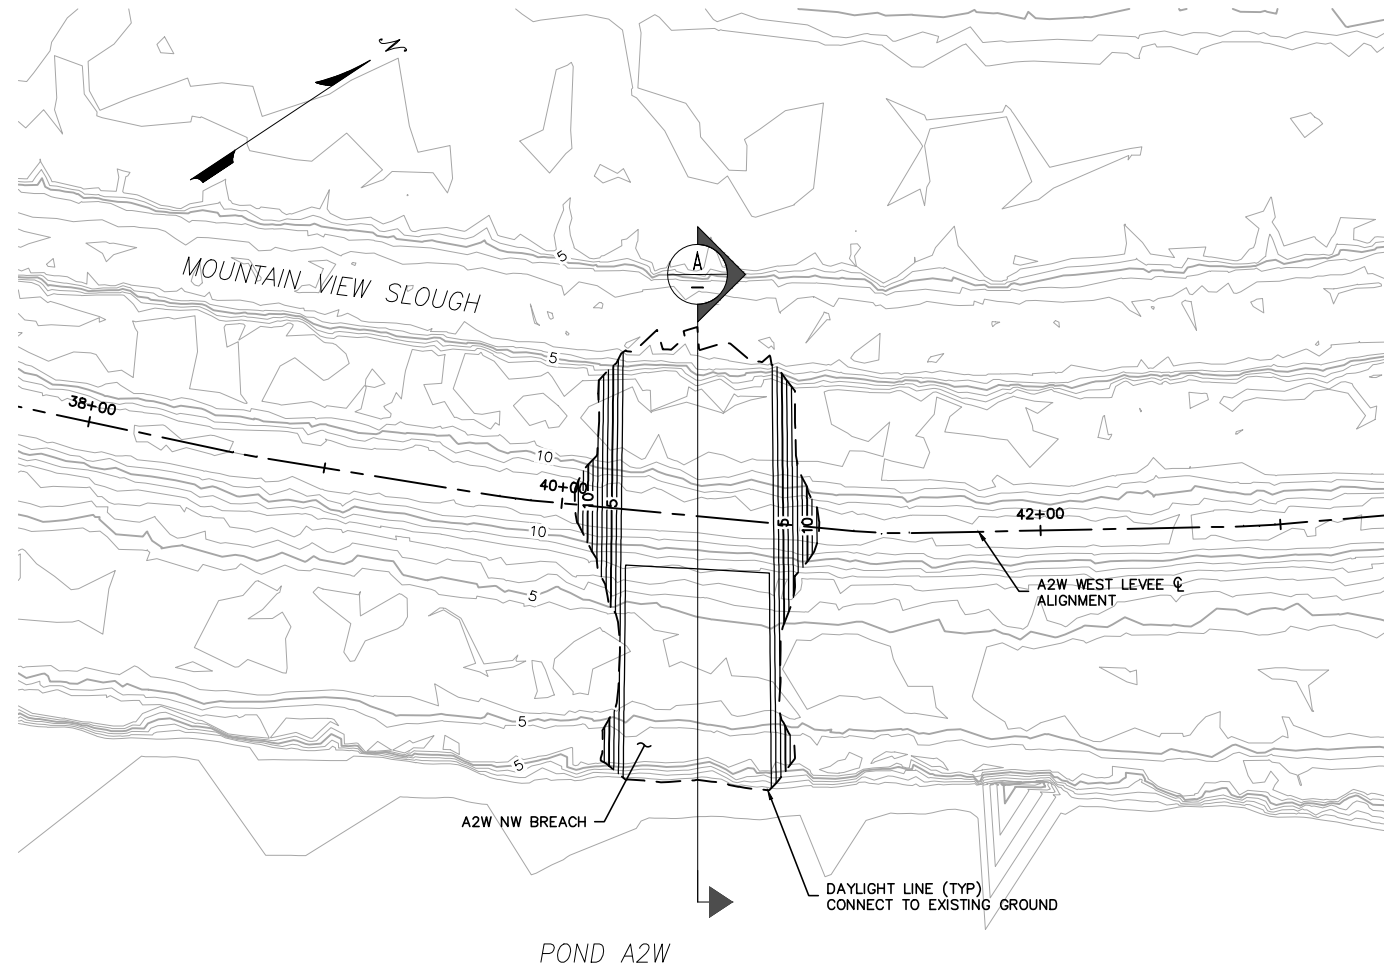 N
5
A
MOUNTAIN VIEW SLOUGH
5
38+00
10
40+00
10
5
5
10
42+00
10
A2W WEST LEVEE ℄
ALIGNMENT
5
5
5
A2W NW BREACH
DAYLIGHT LINE (TYP)
CONNECT TO EXISTING GROUND
POND A2W